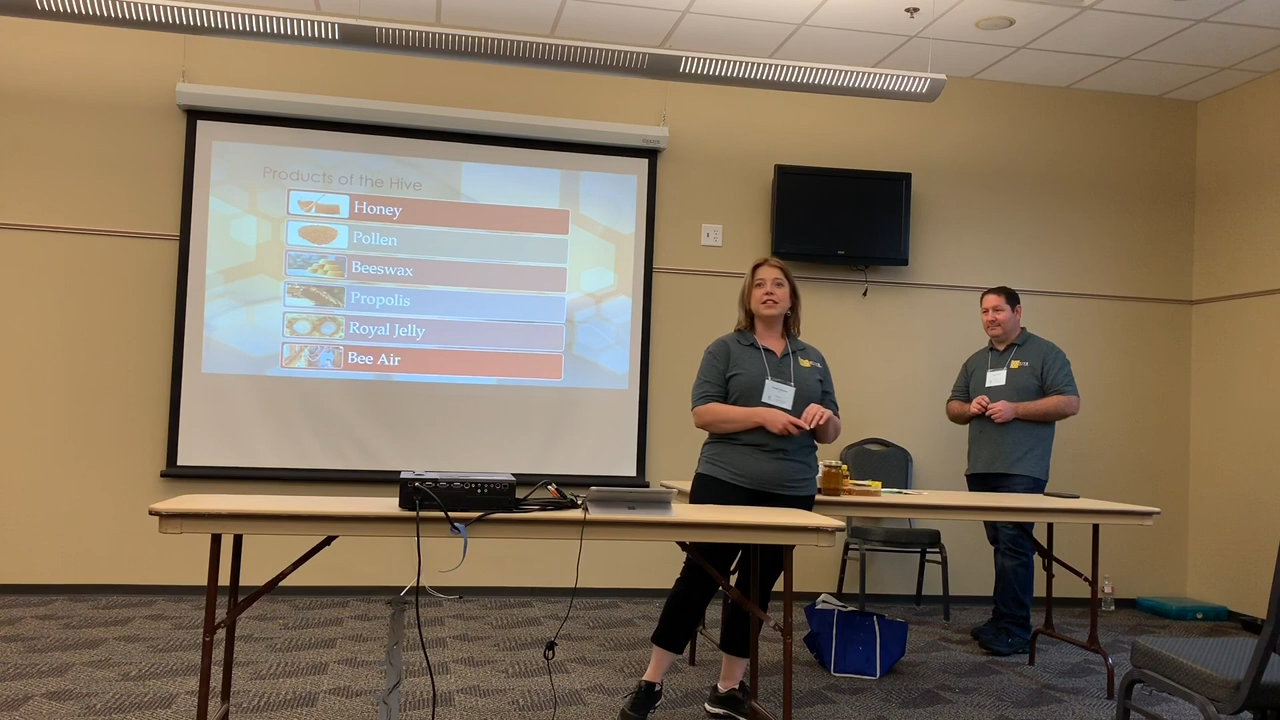 Products of the Hive
Honey
Pollen
Beeswax
Propolis
Royal Jelly
Bee Air